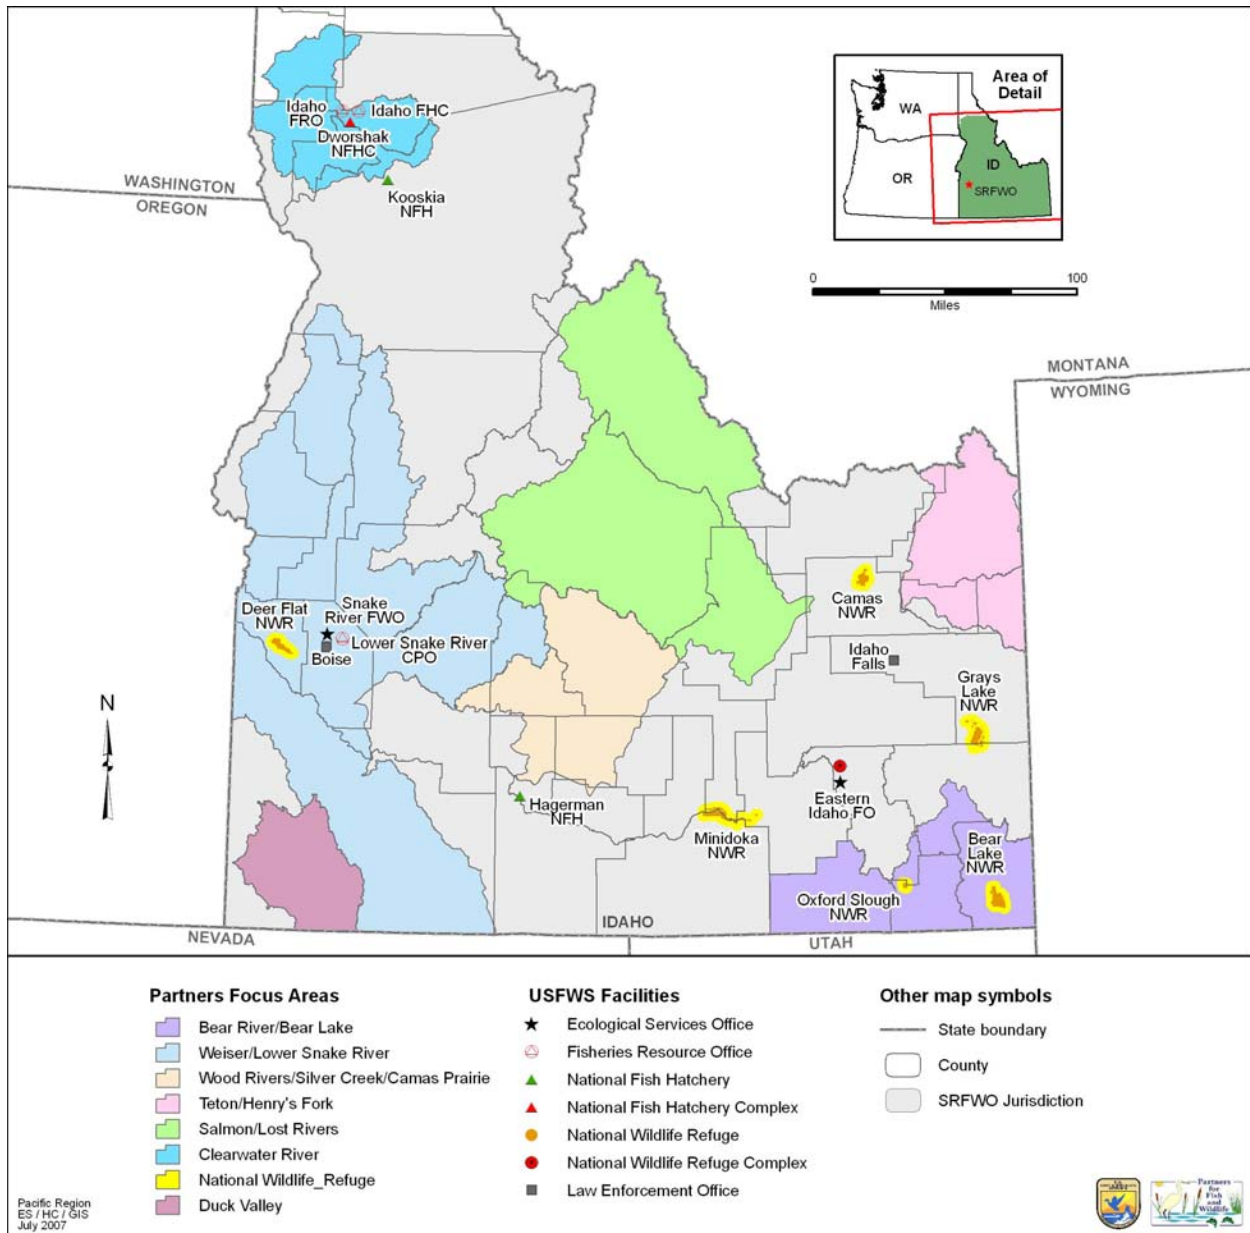 Area of
Detail
WA
OR
ID
SRFWO
0
100
Miles
Idaho
FRO
Idaho FHC
Dworshak
NFHC
Kooskia
NFH
WASHINGTON
OREGON
MONTANA
WYOMING
Camas
NWR
Deer Flat
NWR
Snake
River FWO
Lower Snake River
CPO
Boise
Idaho
Falls
Grays
Lake
NWR
N
Hagerman
NFH
Minidoka
NWR
Eastern
Idaho FO
Bear
Lake
NWR
Oxford Slough
NWR
IDAHO
NEVADA
UTAH
Partners Focus Areas
Bear River/Bear Lake
Weiser/Lower Snake River
Wood Rivers/Silver Creek/Camas Prairie
Teton/Henry's Fork
Salmon/Lost Rivers
Clearwater River
National Wildlife_Refuge
Duck Valley
USFWS Facilities
Ecological Services Office
Fisheries Resource Office
National Fish Hatchery
National Fish Hatchery Complex
National Wildlife Refuge
National Wildlife Refuge Complex
Law Enforcement Office
Other map symbols
State boundary
County
SRFWO Jurisdiction
Pacific Region
ES / HC / GIS
July 2007
Partners
for
Fish
and
Wildlife